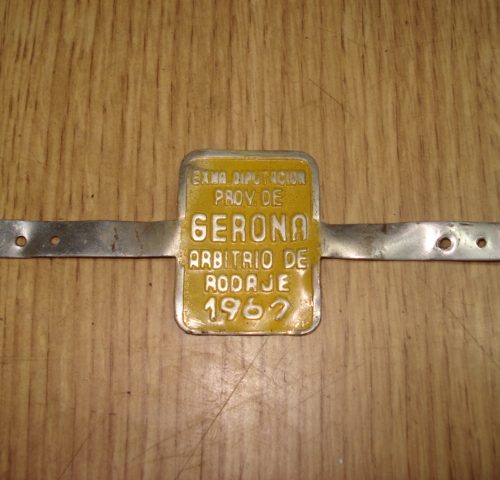 EXMA DIPUTACION
PROV. DE
GERONA
ARBITRIO DE
RODAJE
1967